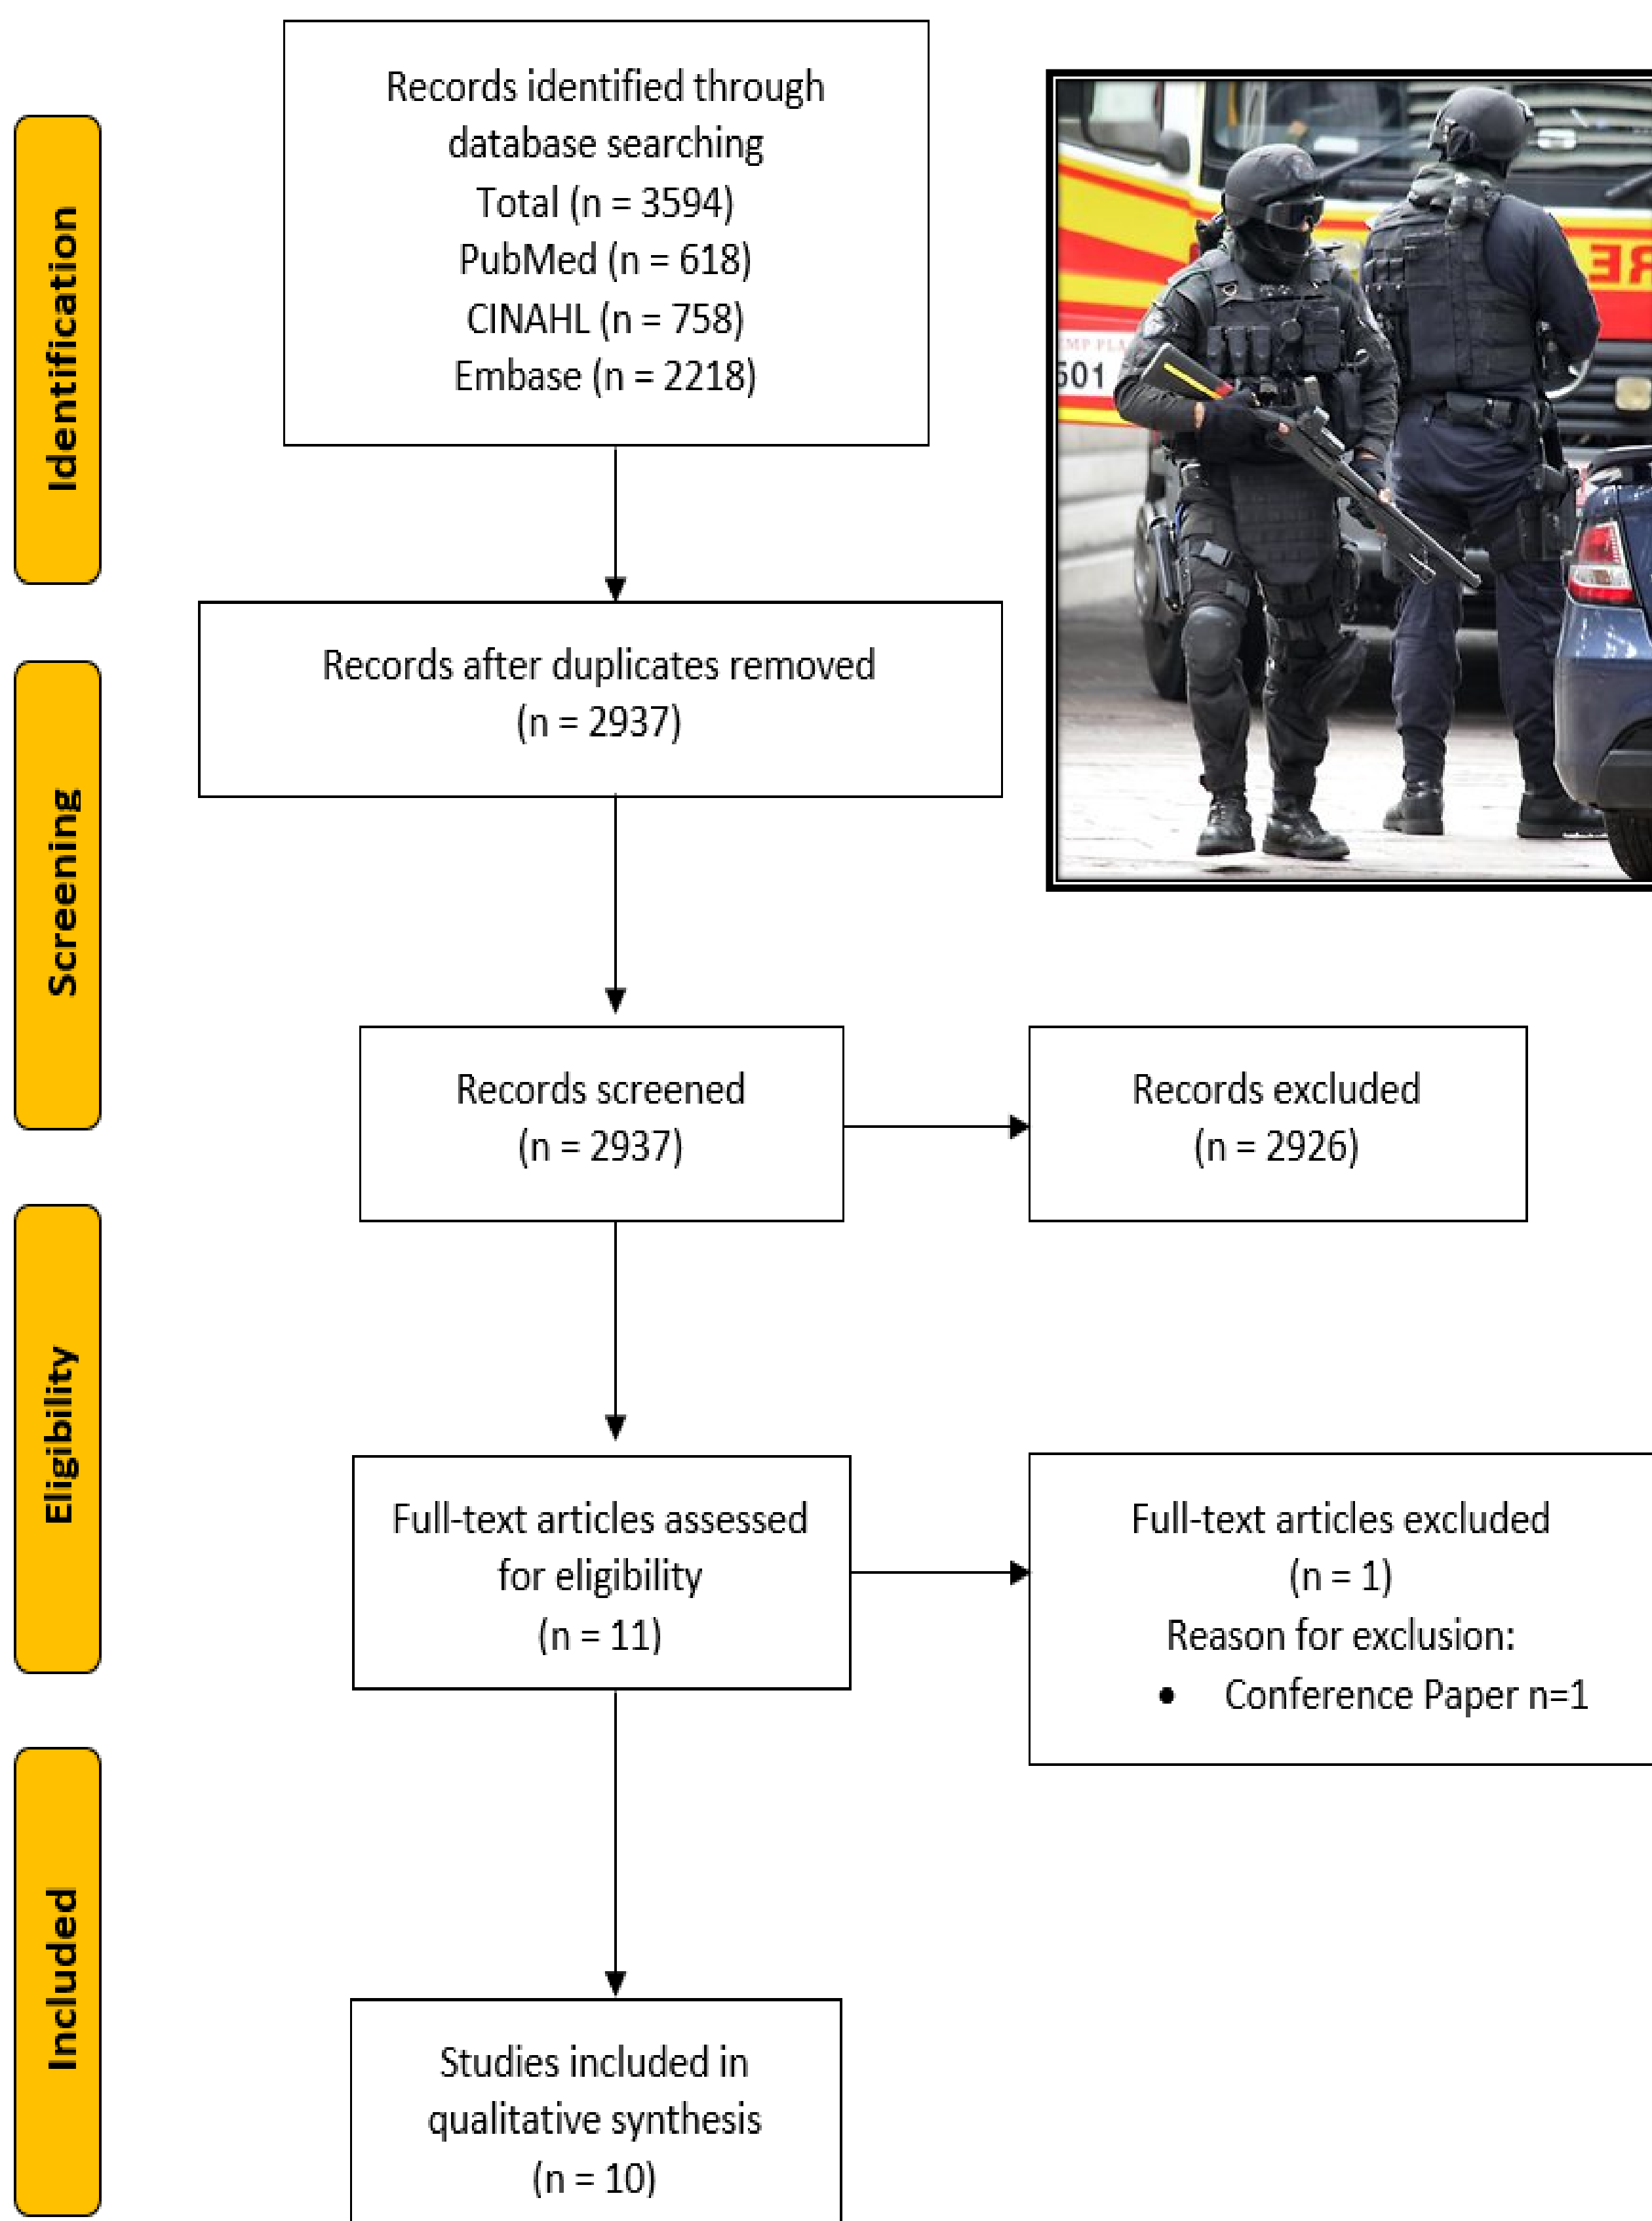 Identification
Records identified through
database searching
Total (n = 3594)
PubMed (n = 618)
CINAHL (n = 758)
Embase (n = 2218)
501
Screening
Records after duplicates removed
(n = 2937)
Records screened
(n = 2937)
Records excluded
(n = 2926)
Eligibility
Full-text articles assessed
for eligibility
(n = 11)
Full-text articles excluded
(n = 1)
Reason for exclusion:
• Conference Paper n=1
Included
Studies included in
qualitative synthesis
(n = 10)